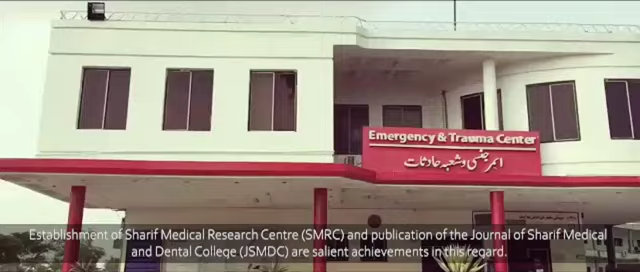 Emergency & Trauma Center
ایمرجنسی و شعبہ حادثات
Establishment of Sharif Medical Research Centre (SMRC) and publication of the Journal of Sharif Medical
and Dental College (JSMDC) are salient achievements in this regard.